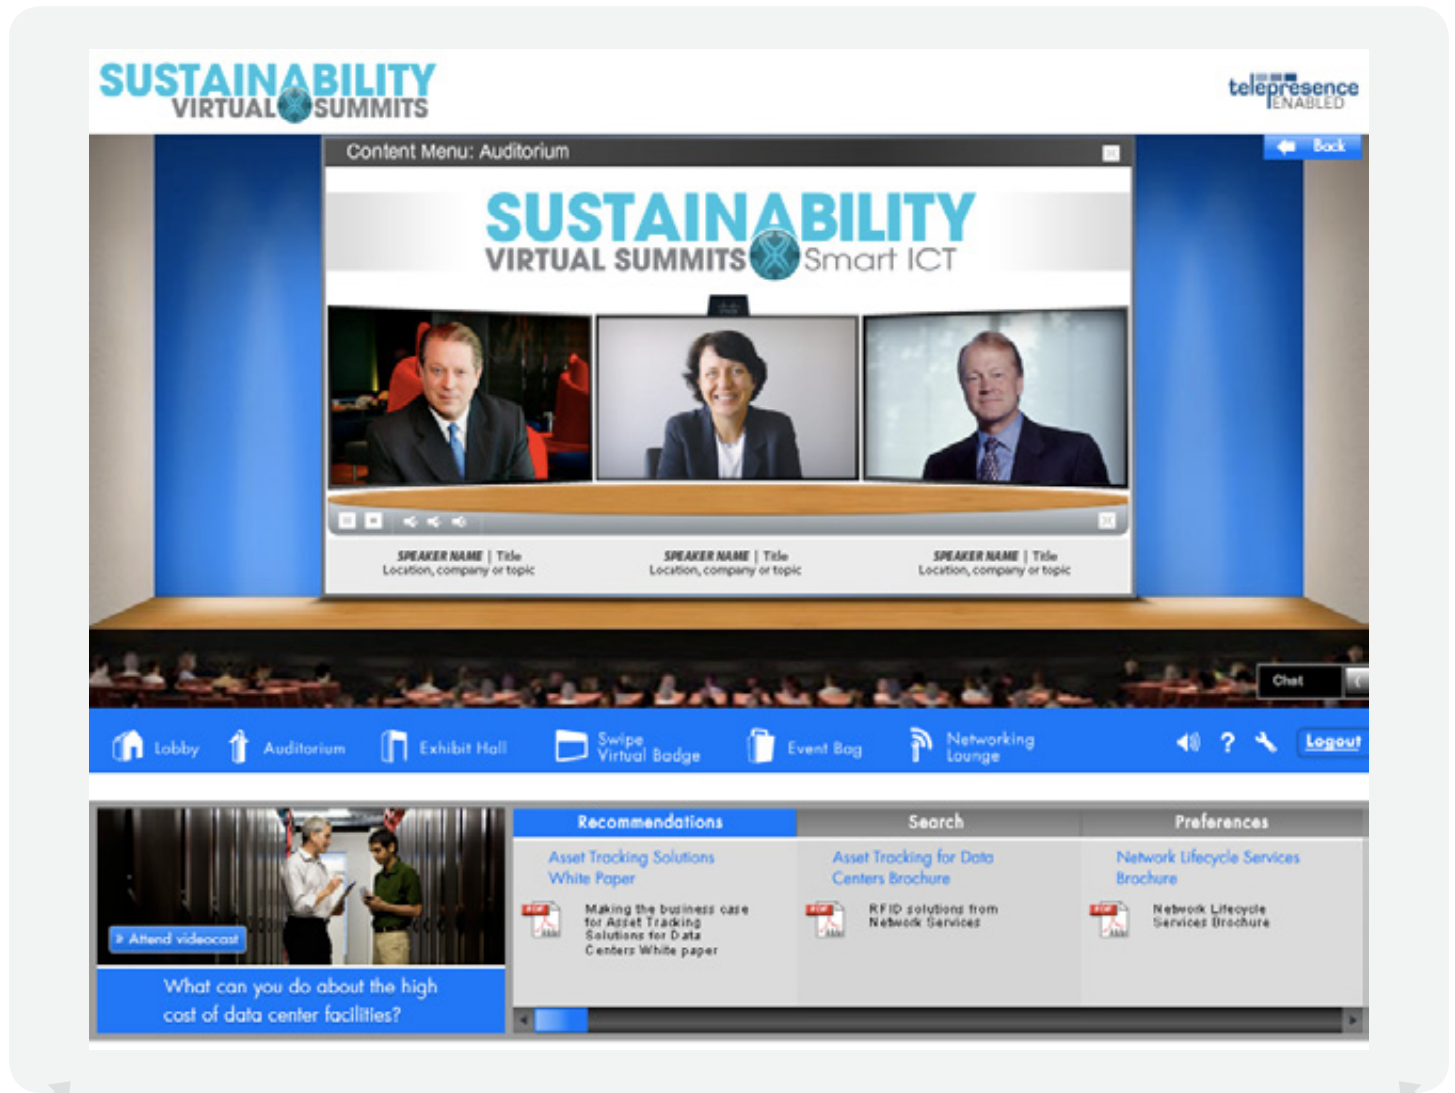 SUSTAINABILITY
VIRTUAL SUMMITS
telepresence
ENABLED
Content Menu: Auditorium
Back
SUSTAINABILITY
VIRTUAL SUMMITS Smart ICT
SPEAKER NAME | Title
Location, company or topic
SPEAKER NAME | Title
Location, company or topic
SPEAKER NAME | Title
Location, company or topic
Chat
Lobby
Auditorium
Exhibit Hall
Swipe
Virtual Badge
Event Bag
Networking
Lounge
?
Logout
» Attend videocast
What can you do about the high
cost of data center facilities?
Recommendations
Search
Preferences
Asset Tracking Solutions
White Paper
PDF
Making the business case
for Asset Tracking
Solutions for Data
Centers White paper
Asset Tracking for Data
Centers Brochure
PDF
RFID solutions from
Network Services
Network Lifecycle Services
Brochure
PDF
Network Lifecycle
Services Brochure